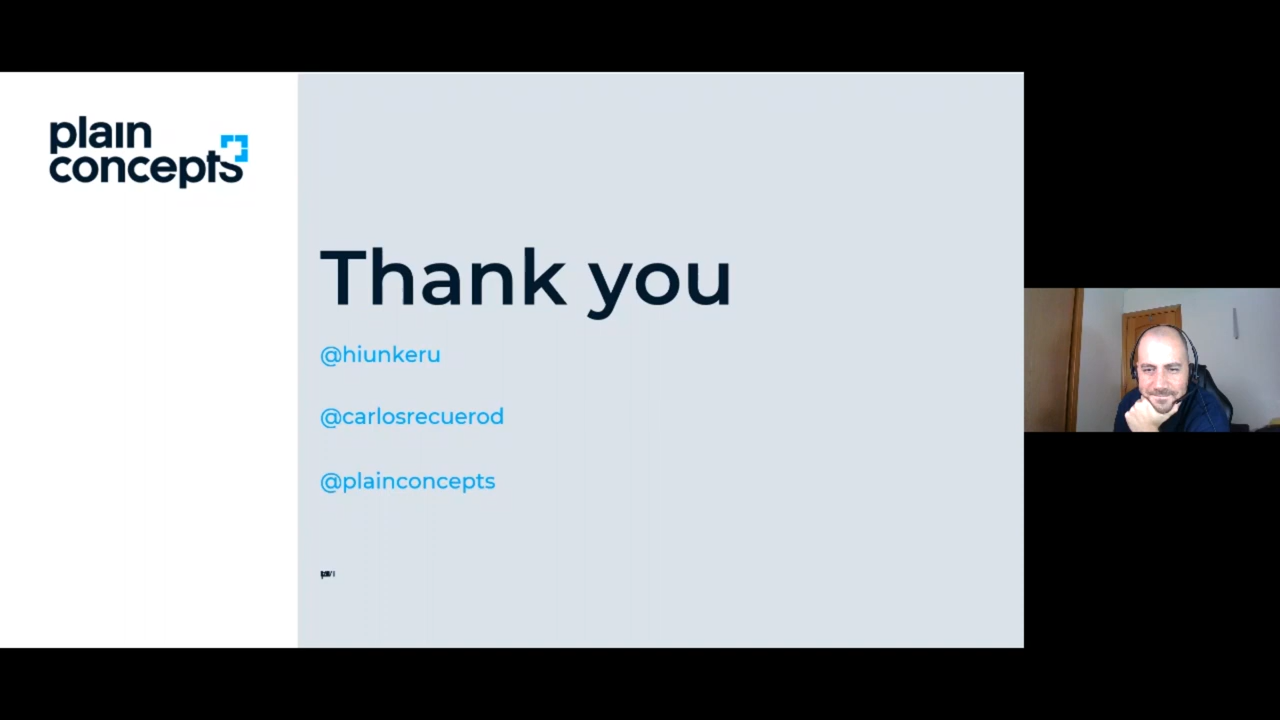 plain
concepts
Thank you
@hiunkeru
@carlosrecuerod
@plainconcepts